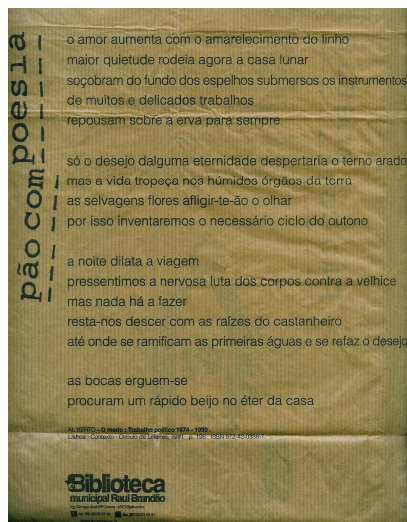 pão com poesia
o amor aumenta com o amarelecimento do linho
maior quietude rodeia agora a casa lunar
soçobram do fundo dos espelhos submersos os instrumentos
de muitos e delicados trabalhos
repousam sobre a erva para sempre
só o desejo dalguma eternidade despertaria o terno arado
mas a vida tropeça nos húmidos órgãos da terra
as selvagens flores afligir-te-ão o olhar
por isso inventaremos o necessário ciclo do outono
a noite dilata a viagem
pressentimos a nervosa luta dos corpos contra a velhice
mas nada há a fazer
resta-nos descer com as raízes do castanheiro
até onde se ramificam as primeiras águas e se refaz o desejo
as bocas erguem-se
procuram um rápido beijo no éter da casa
AL BERTO - O medo : Trabalho poético 1974 - 1990 .
Lisboa : Contexto : Círculo de Leitores, 1991 . p. 196 . ISBN 972-42-0358-7
Biblioteca
municipal Raul Brandão